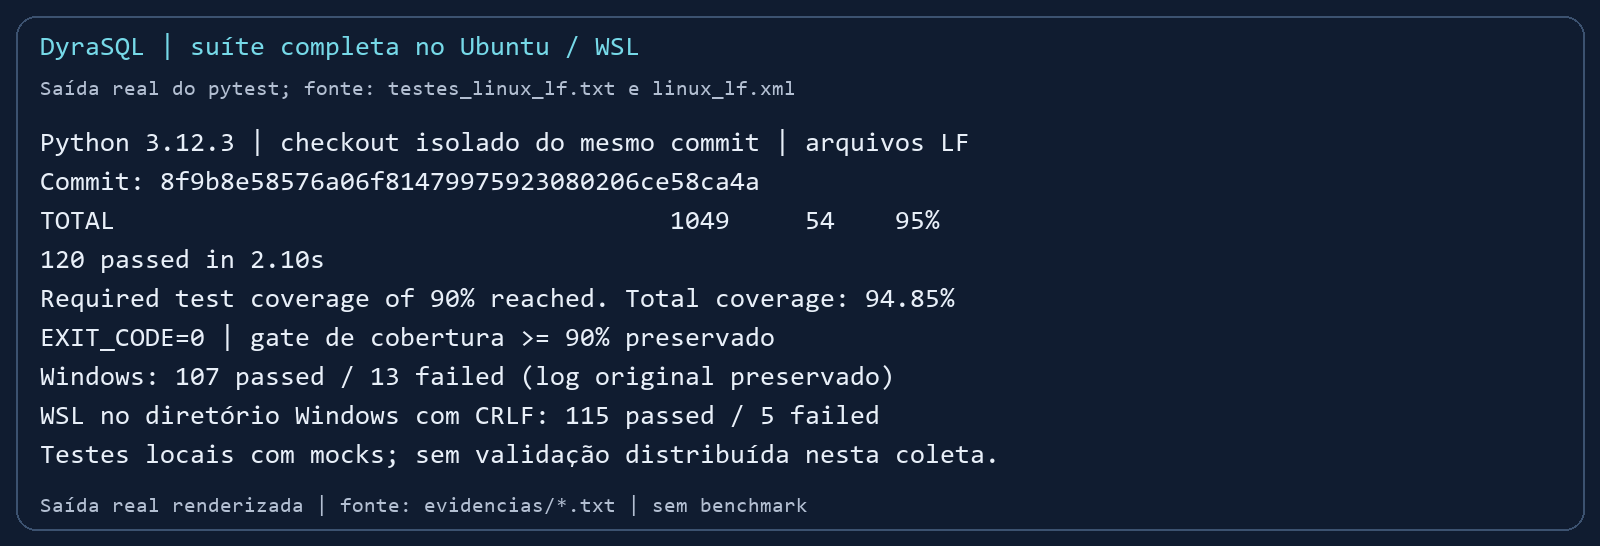 DyraSQL | suíte completa no Ubuntu / WSL
Saída real do pytest; fonte: testes_linux_lf.txt e linux_lf.xml
Python 3.12.3 | checkout isolado do mesmo commit | arquivos LF
Commit: 8f9b8e58576a06f81479975923080206ce58ca4a
TOTAL 1049 54 95%
120 passed in 2.10s
Required test coverage of 90% reached. Total coverage: 94.85%
EXIT_CODE=0 | gate de cobertura >= 90% preservado
Windows: 107 passed / 13 failed (log original preservado)
WSL no diretório Windows com CRLF: 115 passed / 5 failed
Testes locais com mocks; sem validação distribuída nesta coleta.
Saída real renderizada | fonte: evidencias/*.txt | sem benchmark